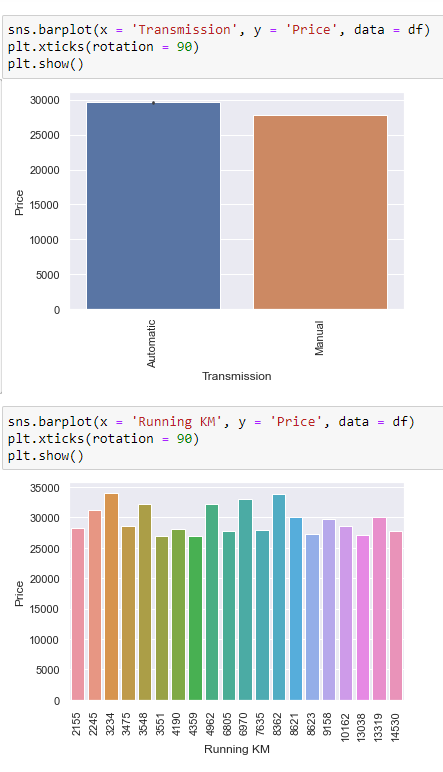 sns.barplot(x = 'Transmission', y = 'Price', data = df)
plt.xticks(rotation = 90)
plt.show()
30000
25000
20000
15000
10000
5000
0
Price
Automatic
Manual
Transmission
sns.barplot(x = 'Running KM', y = 'Price', data = df)
plt.xticks(rotation = 90)
plt.show()
35000
30000
25000
20000
15000
10000
5000
0
Price
2155
2245
3234
3475
3548
3551
4190
4359
4962
6805
6970
7635
8362
8621
8623
9158
10162
13038
13319
14530
Running KM